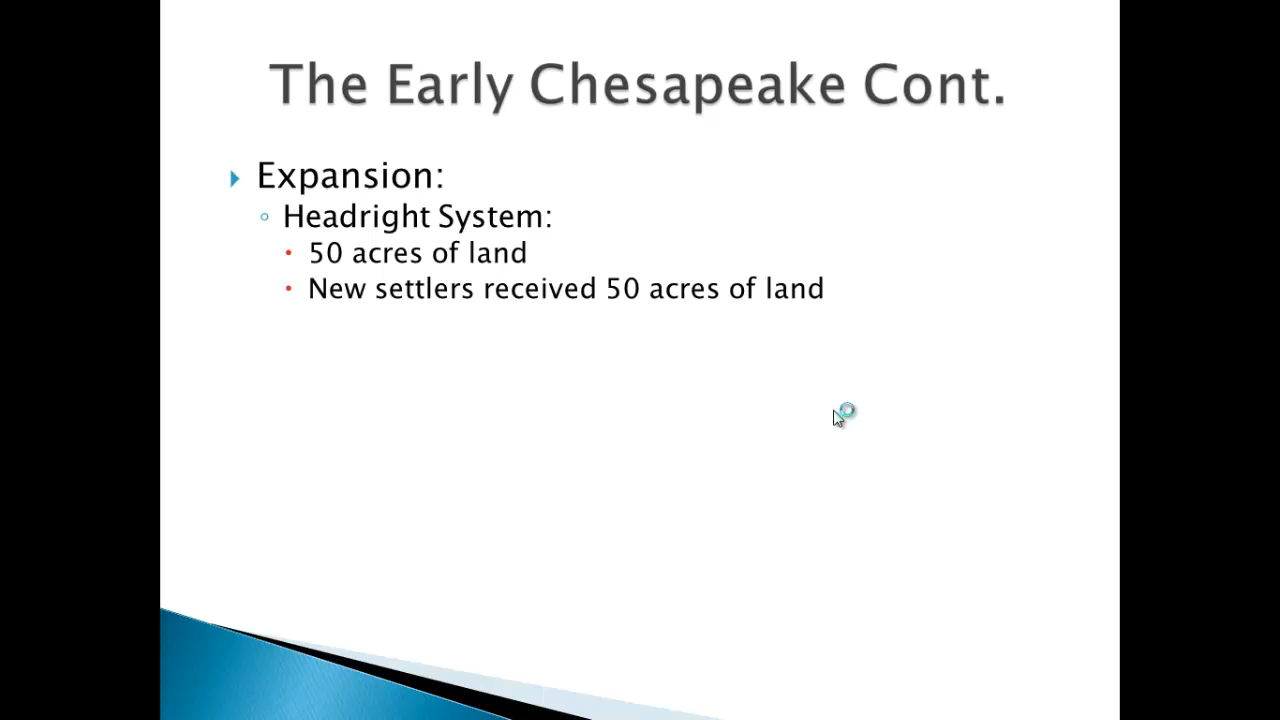 The Early Chesapeake Cont.
Expansion:
Headright System:
50 acres of land
New settlers received 50 acres of land